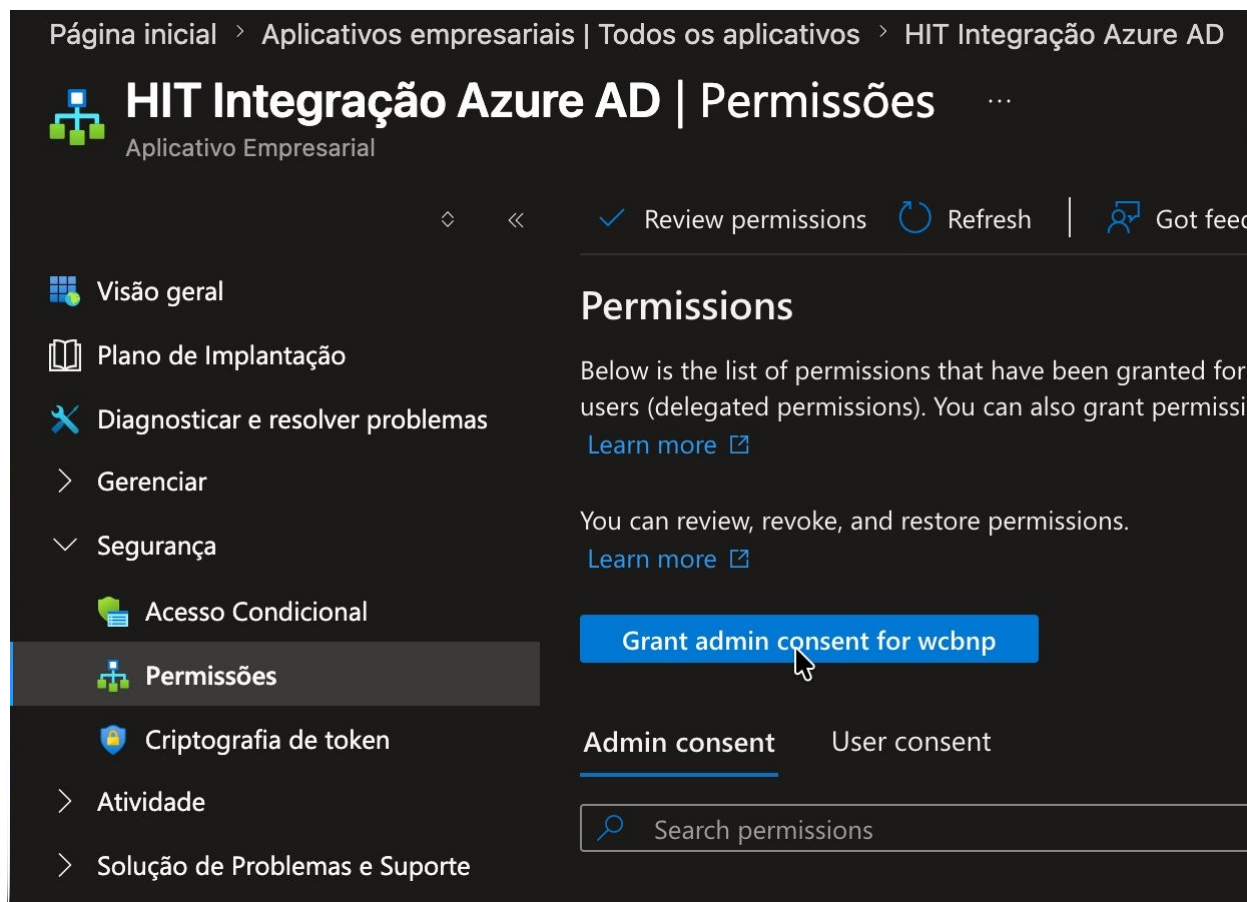 Página inicial > Aplicativos empresariais | Todos os aplicativos > HIT Integração Azure AD
HIT Integração Azure AD | Permissões ...
Aplicativo Empresarial
Review permissions Refresh | Got feed
Visão geral
Plano de Implantação
Diagnosticar e resolver problemas
Gerenciar
Segurança
Acesso Condicional
Permissões
Criptografia de token
Atividade
Solução de Problemas e Suporte
Permissions
Below is the list of permissions that have been granted for
users (delegated permissions). You can also grant permissi
Learn more
You can review, revoke, and restore permissions.
Learn more
Grant admin consent for wcbnp
Admin consent User consent
Search permissions